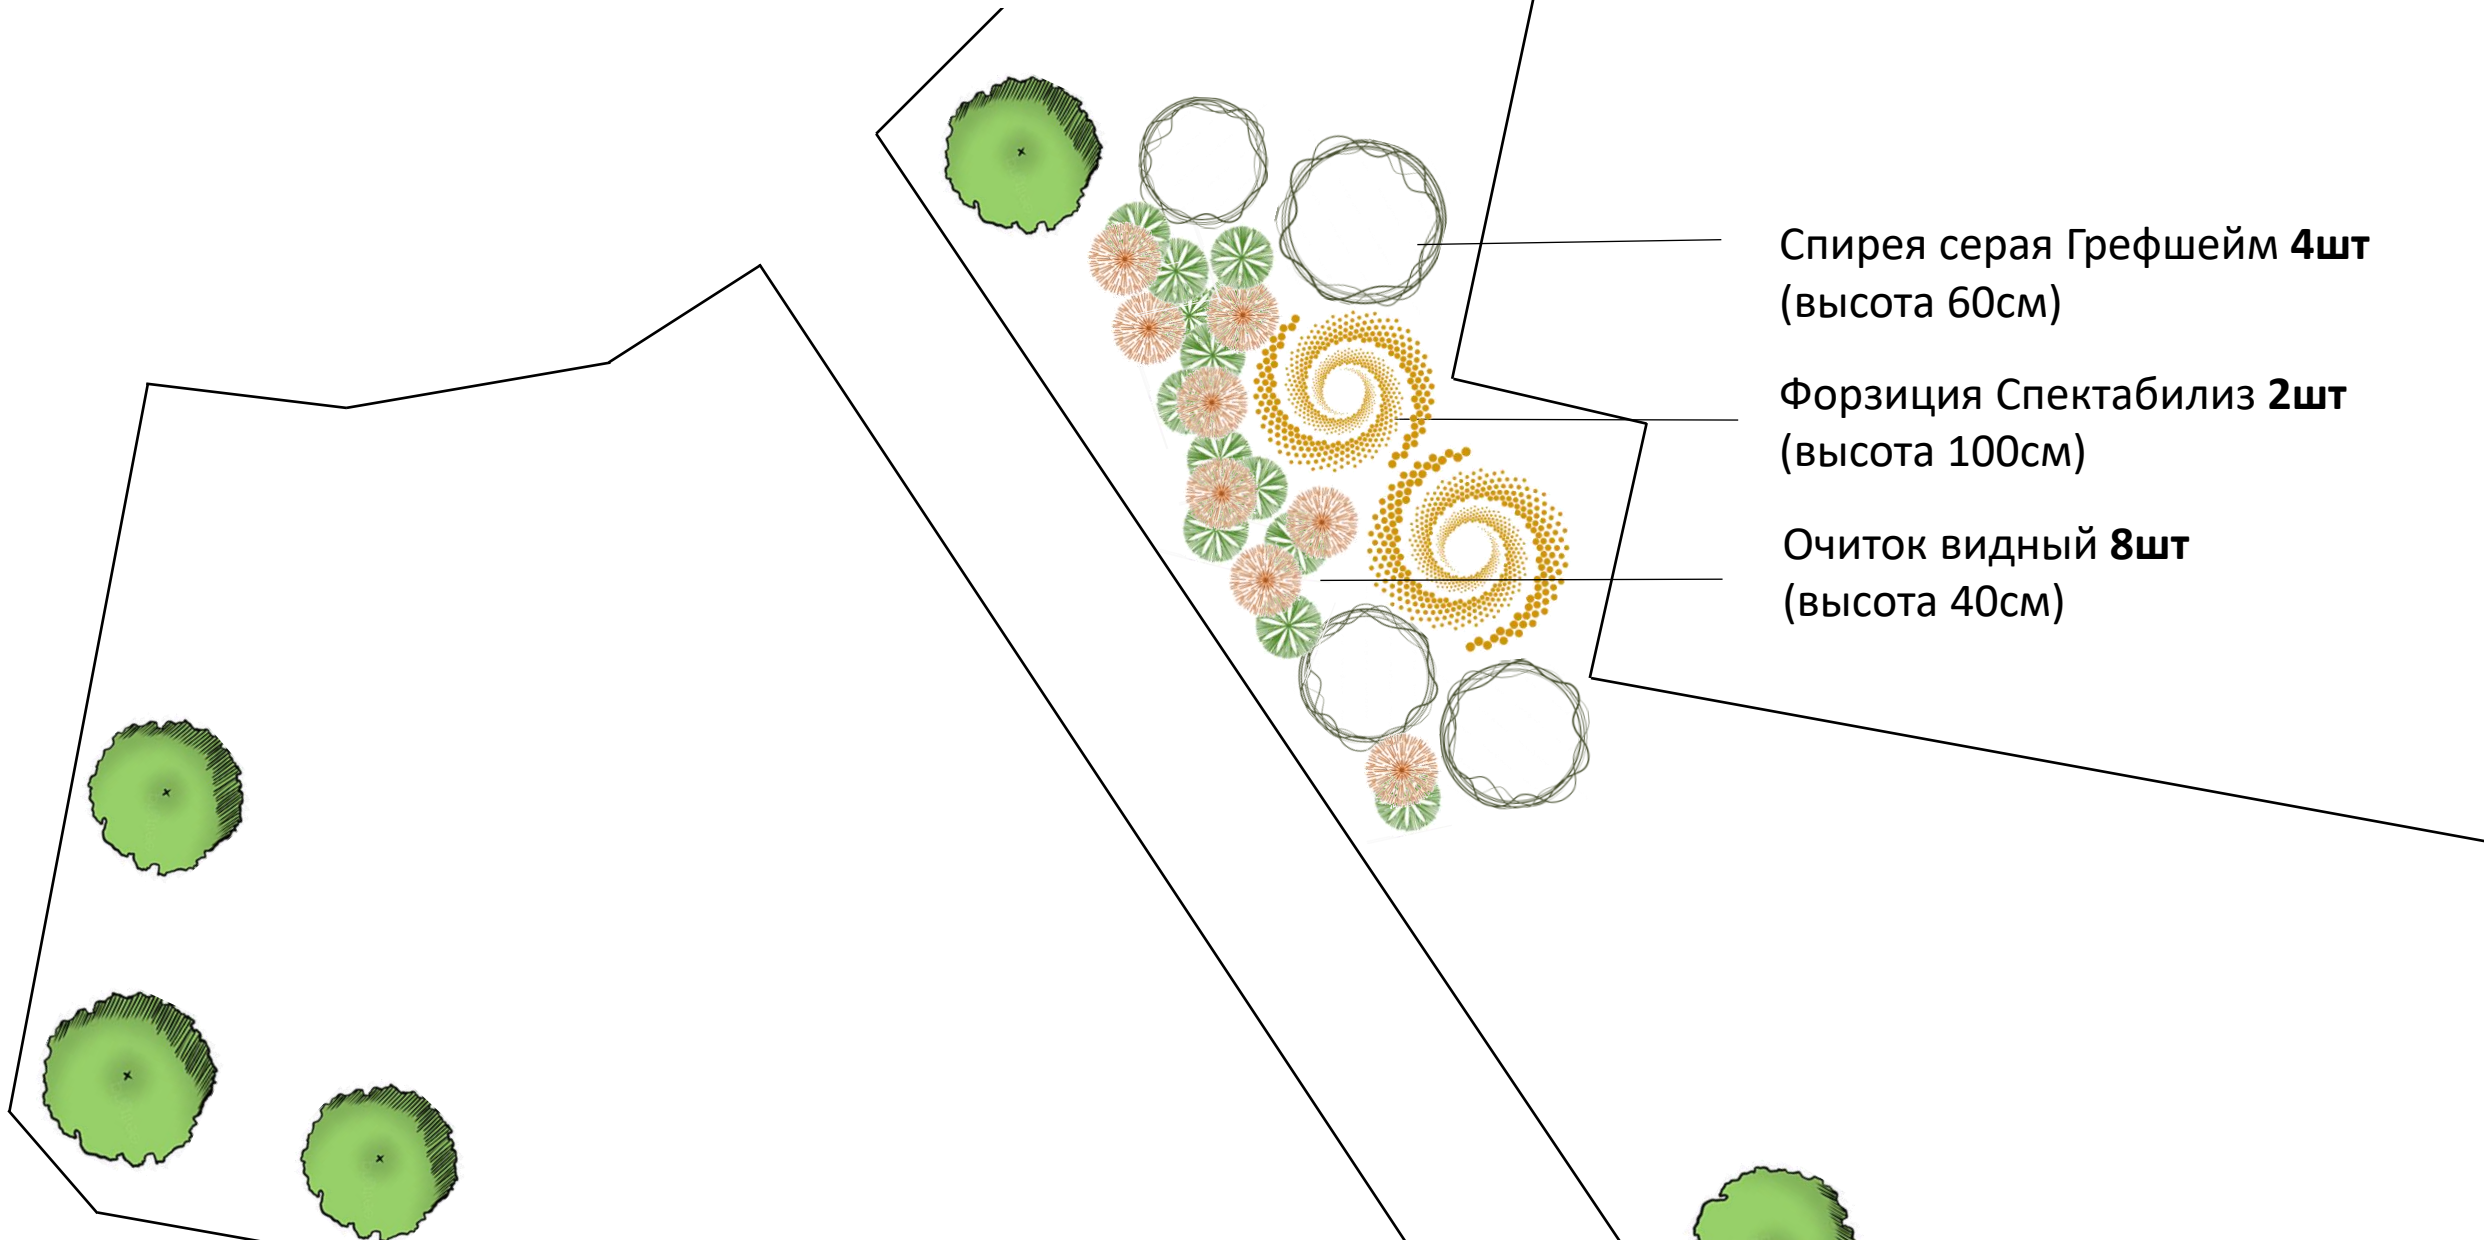 Спирея серая Грефшейм 4шт
(высота 60см)
Форзиция Спектабилиз 2шт
(высота 100см)
Очиток видный 8шт
(высота 40см)